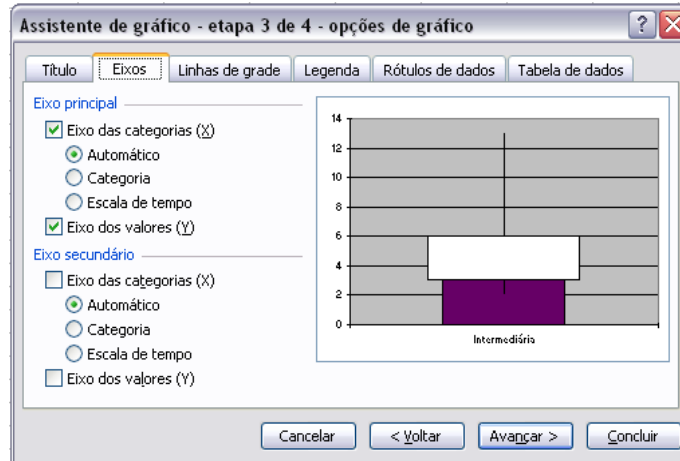 Assistente de gráfico - etapa 3 de 4 - opções de gráfico
Título Eixos Linhas de grade Legenda Rótulos de dados Tabela de dados
Eixo principal
Eixo das categorias (X)
Automático
Categoria
Escala de tempo
Eixo dos valores (Y)
Eixo secundário
Eixo das categorias (X)
Automático
Categoria
Escala de tempo
Eixo dos valores (Y)
14
12
10
8
6
4
2
0
Intermediária
Cancelar < Voltar Avançar > Concluir